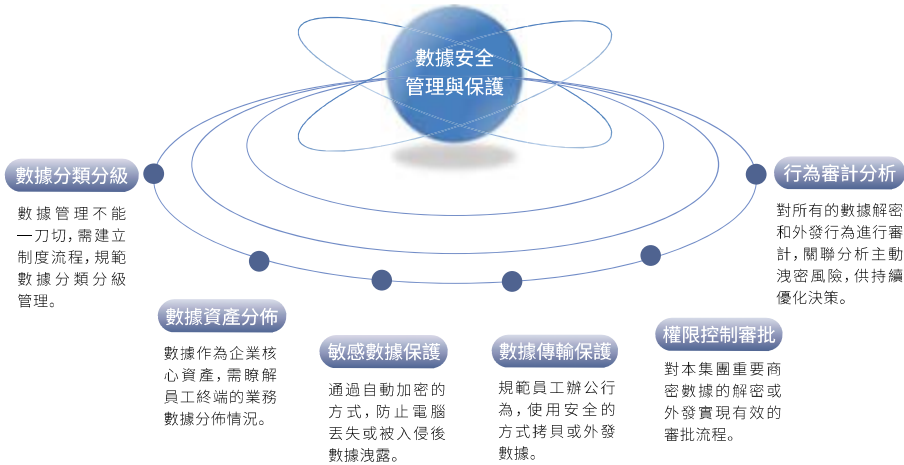 數據安全
管理與保護
數據分類分級
數據管理不能
一刀切，需建立
制度流程，規範
數據分類分級
管理。
數據資產分佈
數據作為企業核
心資產，需瞭解
員工終端的業務
數據分佈情況。
敏感數據保護
通過自動加密的
方式，防止電腦
丟失或被入侵後
數據洩露。
數據傳輸保護
規範員工辦公行
為，使用安全的
方式拷貝或外發
數據。
權限控制審批
對本集團重要商
密數據的解密或
外發實現有效的
審批流程。
行為審計分析
對所有的數據解密
和外發行為進行審
計，關聯分析主動
洩密風險，供持續
優化決策。